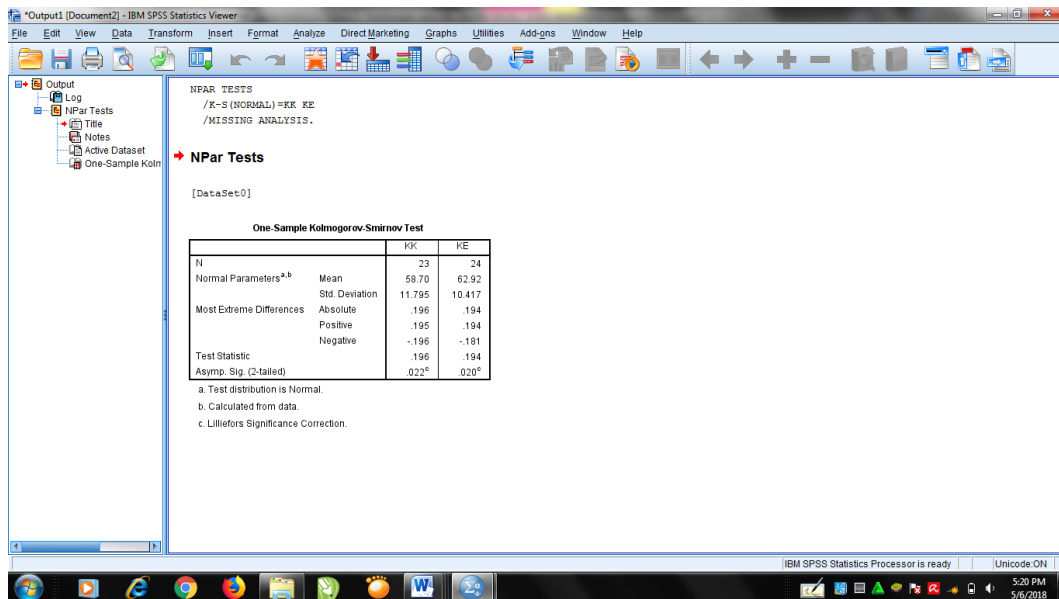 *Output1 [Document2] - IBM SPSS Statistics Viewer
File Edit View Data Transform Insert Format Analyze Direct Marketing Graphs Utilities Add-ons Window Help
Output
Log
NPar Tests
Title
Notes
Active Dataset
One-Sample Kolm
NPAR TESTS
/K-S(NORMAL)=KK KE
/MISSING ANALYSIS.
NPar Tests
[DataSet0]
One-Sample Kolmogorov-Smirnov Test
KK KE
N 23 24
Normal Parameters^a,b Mean 58.70 62.92
Std. Deviation 11.795 10.417
Most Extreme Differences Absolute .196 .194
Positive .195 .194
Negative -.196 -.181
Test Statistic .196 .194
Asymp. Sig. (2-tailed) .022^c .020^c
a. Test distribution is Normal.
b. Calculated from data.
c. Lilliefors Significance Correction.
IBM SPSS Statistics Processor is ready Unicode:ON
5:20 PM
5/6/2018